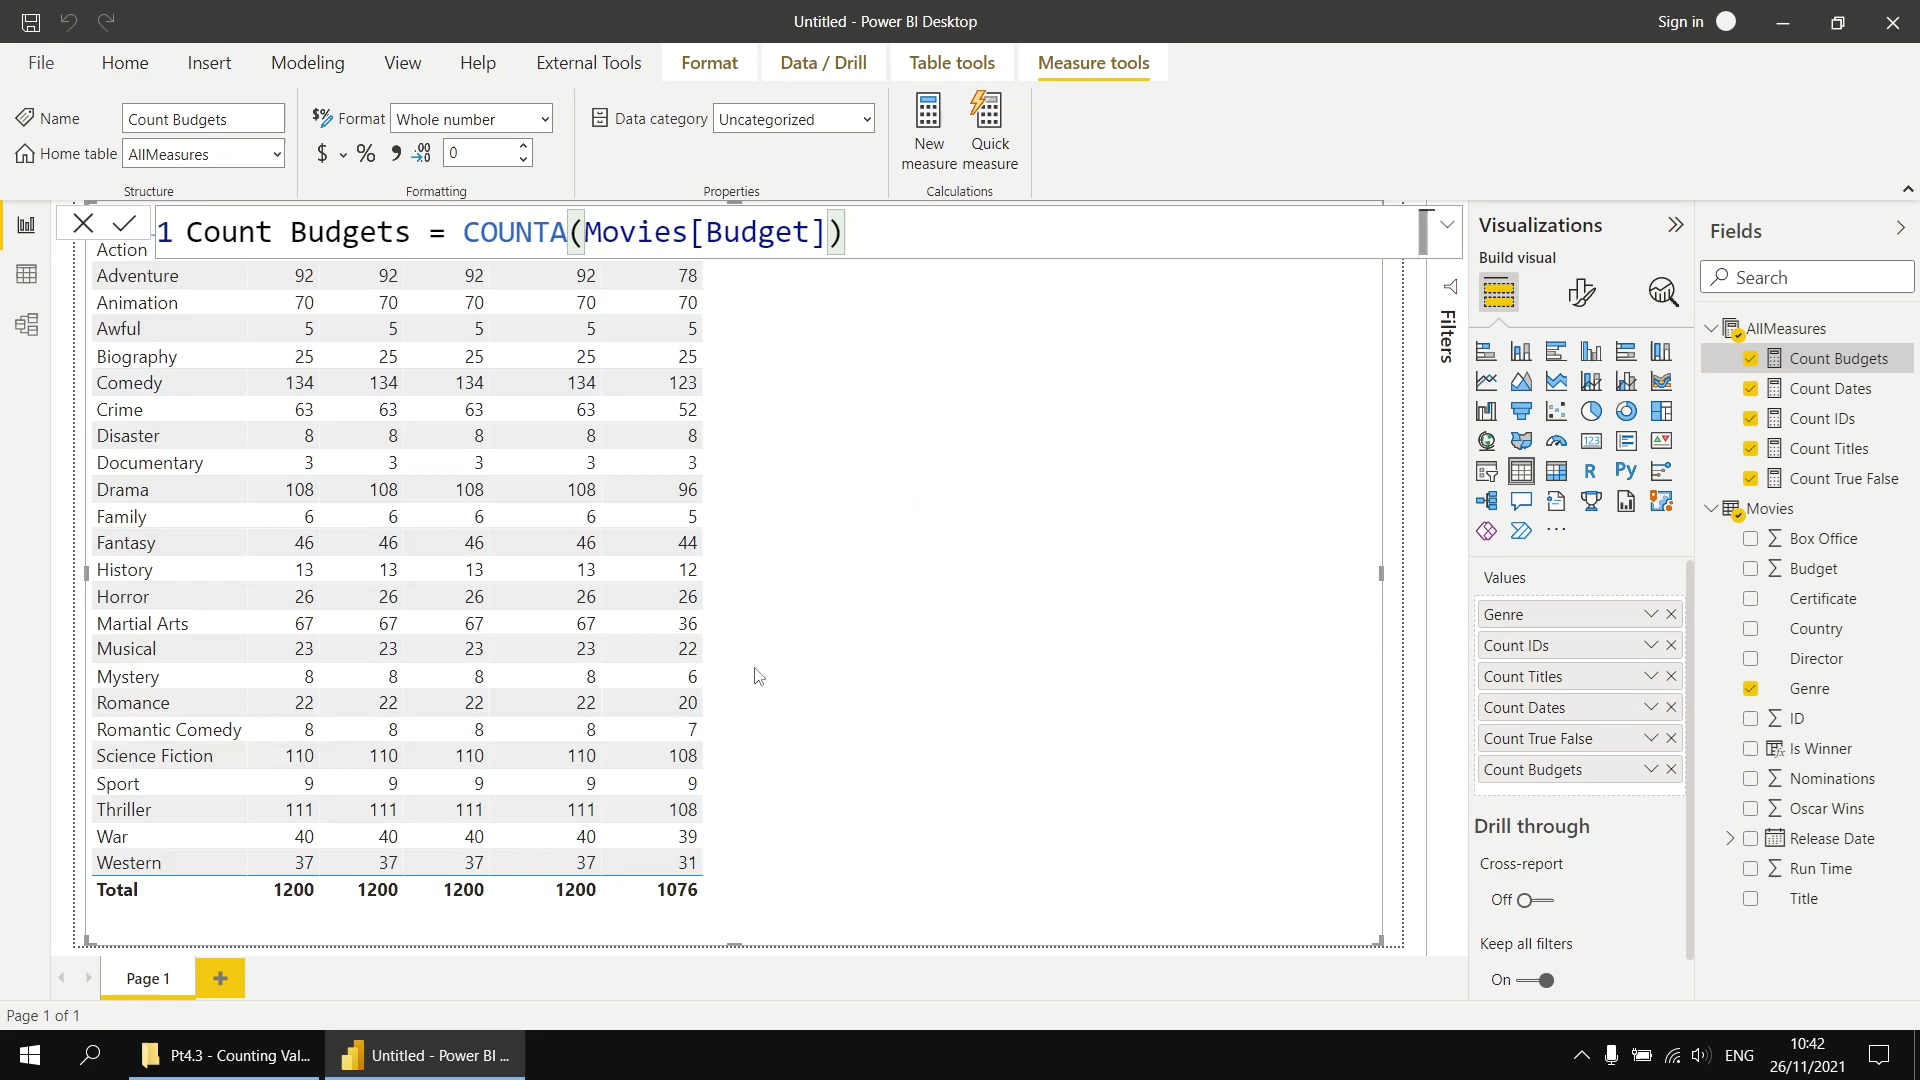 Untitled - Power BI Desktop
Sign in
File Home Insert Modeling View Help External Tools Format Data / Drill Table tools Measure tools
Name Count Budgets Format Whole number Data category Uncategorized
Home table AllMeasures $ % 0 New measure Quick measure
Structure Formatting Properties Calculations
1 Count Budgets = COUNTA(Movies[Budget])
Action
Adventure 92 92 92 92 78
Animation 70 70 70 70 70
Awful 5 5 5 5 5
Biography 25 25 25 25 25
Comedy 134 134 134 134 123
Crime 63 63 63 63 52
Disaster 8 8 8 8 8
Documentary 3 3 3 3 3
Drama 108 108 108 108 96
Family 6 6 6 6 5
Fantasy 46 46 46 46 44
History 13 13 13 13 12
Horror 26 26 26 26 26
Martial Arts 67 67 67 67 36
Musical 23 23 23 23 22
Mystery 8 8 8 8 6
Romance 22 22 22 22 20
Romantic Comedy 8 8 8 8 7
Science Fiction 110 110 110 110 108
Sport 9 9 9 9 9
Thriller 111 111 111 111 108
War 40 40 40 40 39
Western 37 37 37 37 31
Total 1200 1200 1200 1200 1076
Filters
Visualizations
Build visual
123
R
Py
Values
Genre
Count IDs
Count Titles
Count Dates
Count True False
Count Budgets
Drill through
Cross-report
Off
Keep all filters
On
Fields
Search
AllMeasures
Count Budgets
Count Dates
Count IDs
Count Titles
Count True False
Movies
Box Office
Budget
Certificate
Country
Director
Genre
ID
Is Winner
Nominations
Oscar Wins
Release Date
Run Time
Title
Page 1
Page 1 of 1
Pt4.3 - Counting Val...
Untitled - Power BI ...
ENG
10:42
26/11/2021